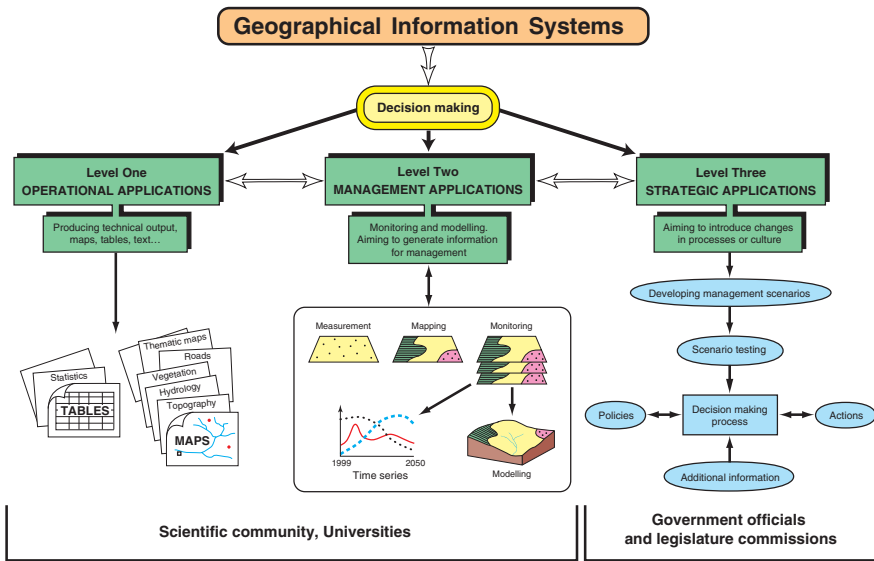 Geographical Information Systems
Decision making
Level One
OPERATIONAL APPLICATIONS
Producing technical output,
maps, tables, text...
Level Two
MANAGEMENT APPLICATIONS
Monitoring and modelling.
Aiming to generate information
for management
Level Three
STRATEGIC APPLICATIONS
Aiming to introduce changes
in processes or culture
Statistics
TABLES
Thematic maps
Roads
Vegetation
Hydrology
Topography
MAPS
Measurement
Mapping
Monitoring
1999
2050
Time series
Modelling
Developing management scenarios
Scenario testing
Policies
Decision making
process
Actions
Additional information
Scientific community, Universities
Government officials
and legislature commissions